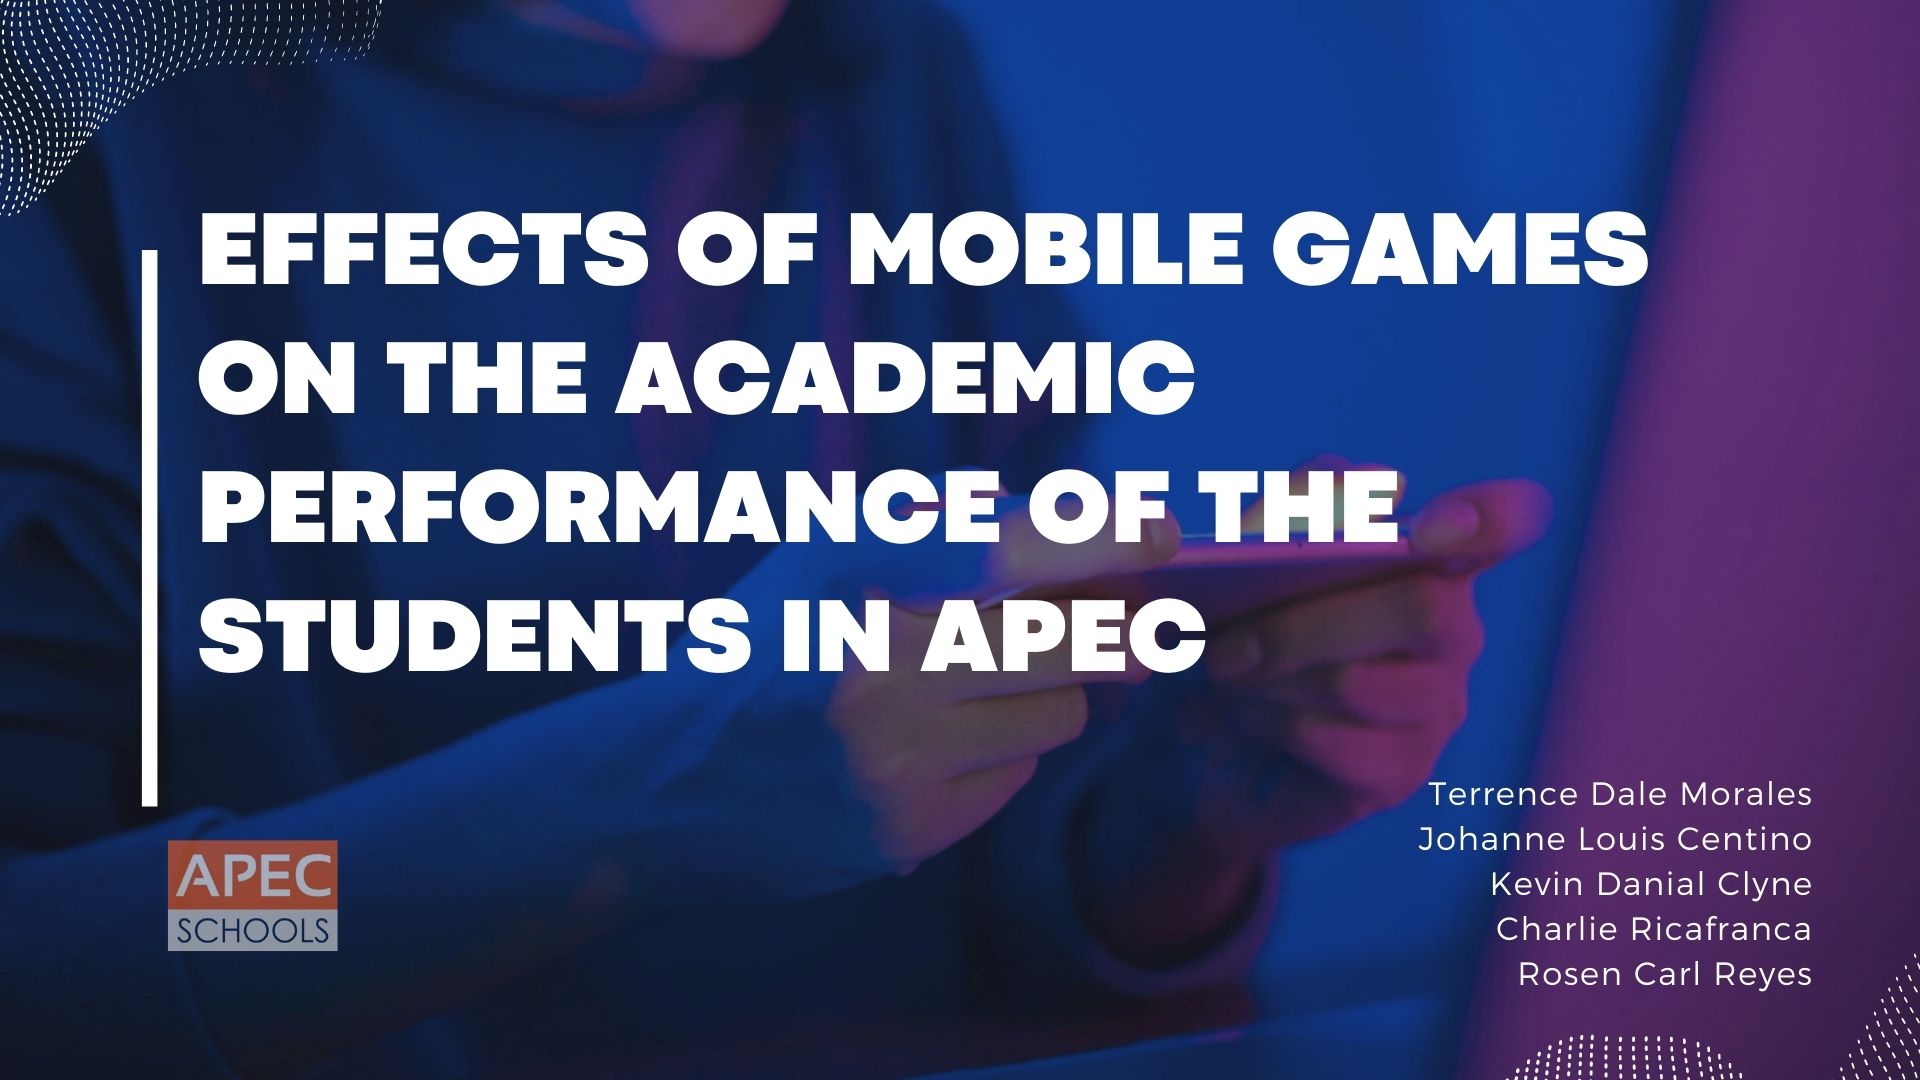 EFFECTS OF MOBILE GAMES
ON THE ACADEMIC
PERFORMANCE OF THE
STUDENTS IN APEC
Terrence Dale Morales
Johanne Louis Centino
Kevin Danial Clyne
Charlie Ricafranca
Rosen Carl Reyes
APEC
SCHOOLS